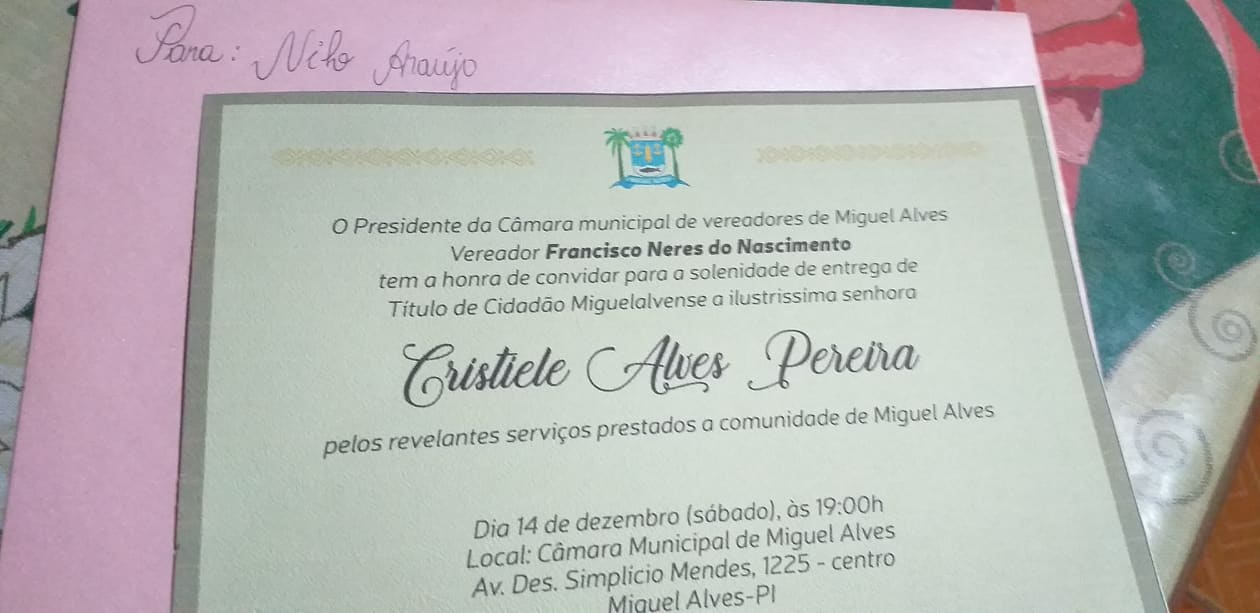 Para: Nilo Araújo
O Presidente da Câmara municipal de vereadores de Miguel Alves
Vereador Francisco Neres do Nascimento
tem a honra de convidar para a solenidade de entrega de
Título de Cidadão Miguelalvense a ilustrissima senhora
Cristiele Alves Pereira
pelos revelantes serviços prestados a comunidade de Miguel Alves
Dia 14 de dezembro (sábado), às 19:00h
Local: Câmara Municipal de Miguel Alves
Av. Des. Simplicio Mendes, 1225 - centro
Miguel Alves-PI